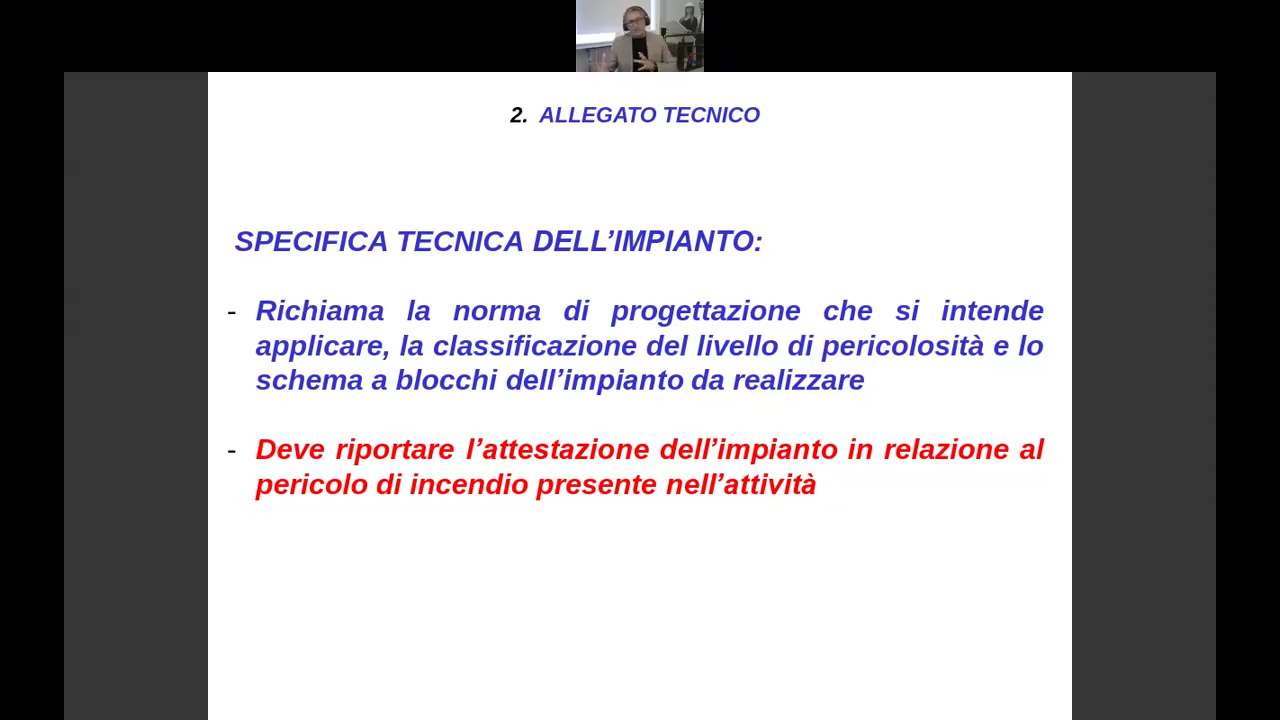 2. ALLEGATO TECNICO
SPECIFICA TECNICA DELL’IMPIANTO:
- Richiama la norma di progettazione che si intende
applicare, la classificazione del livello di pericolosità e lo
schema a blocchi dell’impianto da realizzare
- Deve riportare l’attestazione dell’impianto in relazione al
pericolo di incendio presente nell’attività